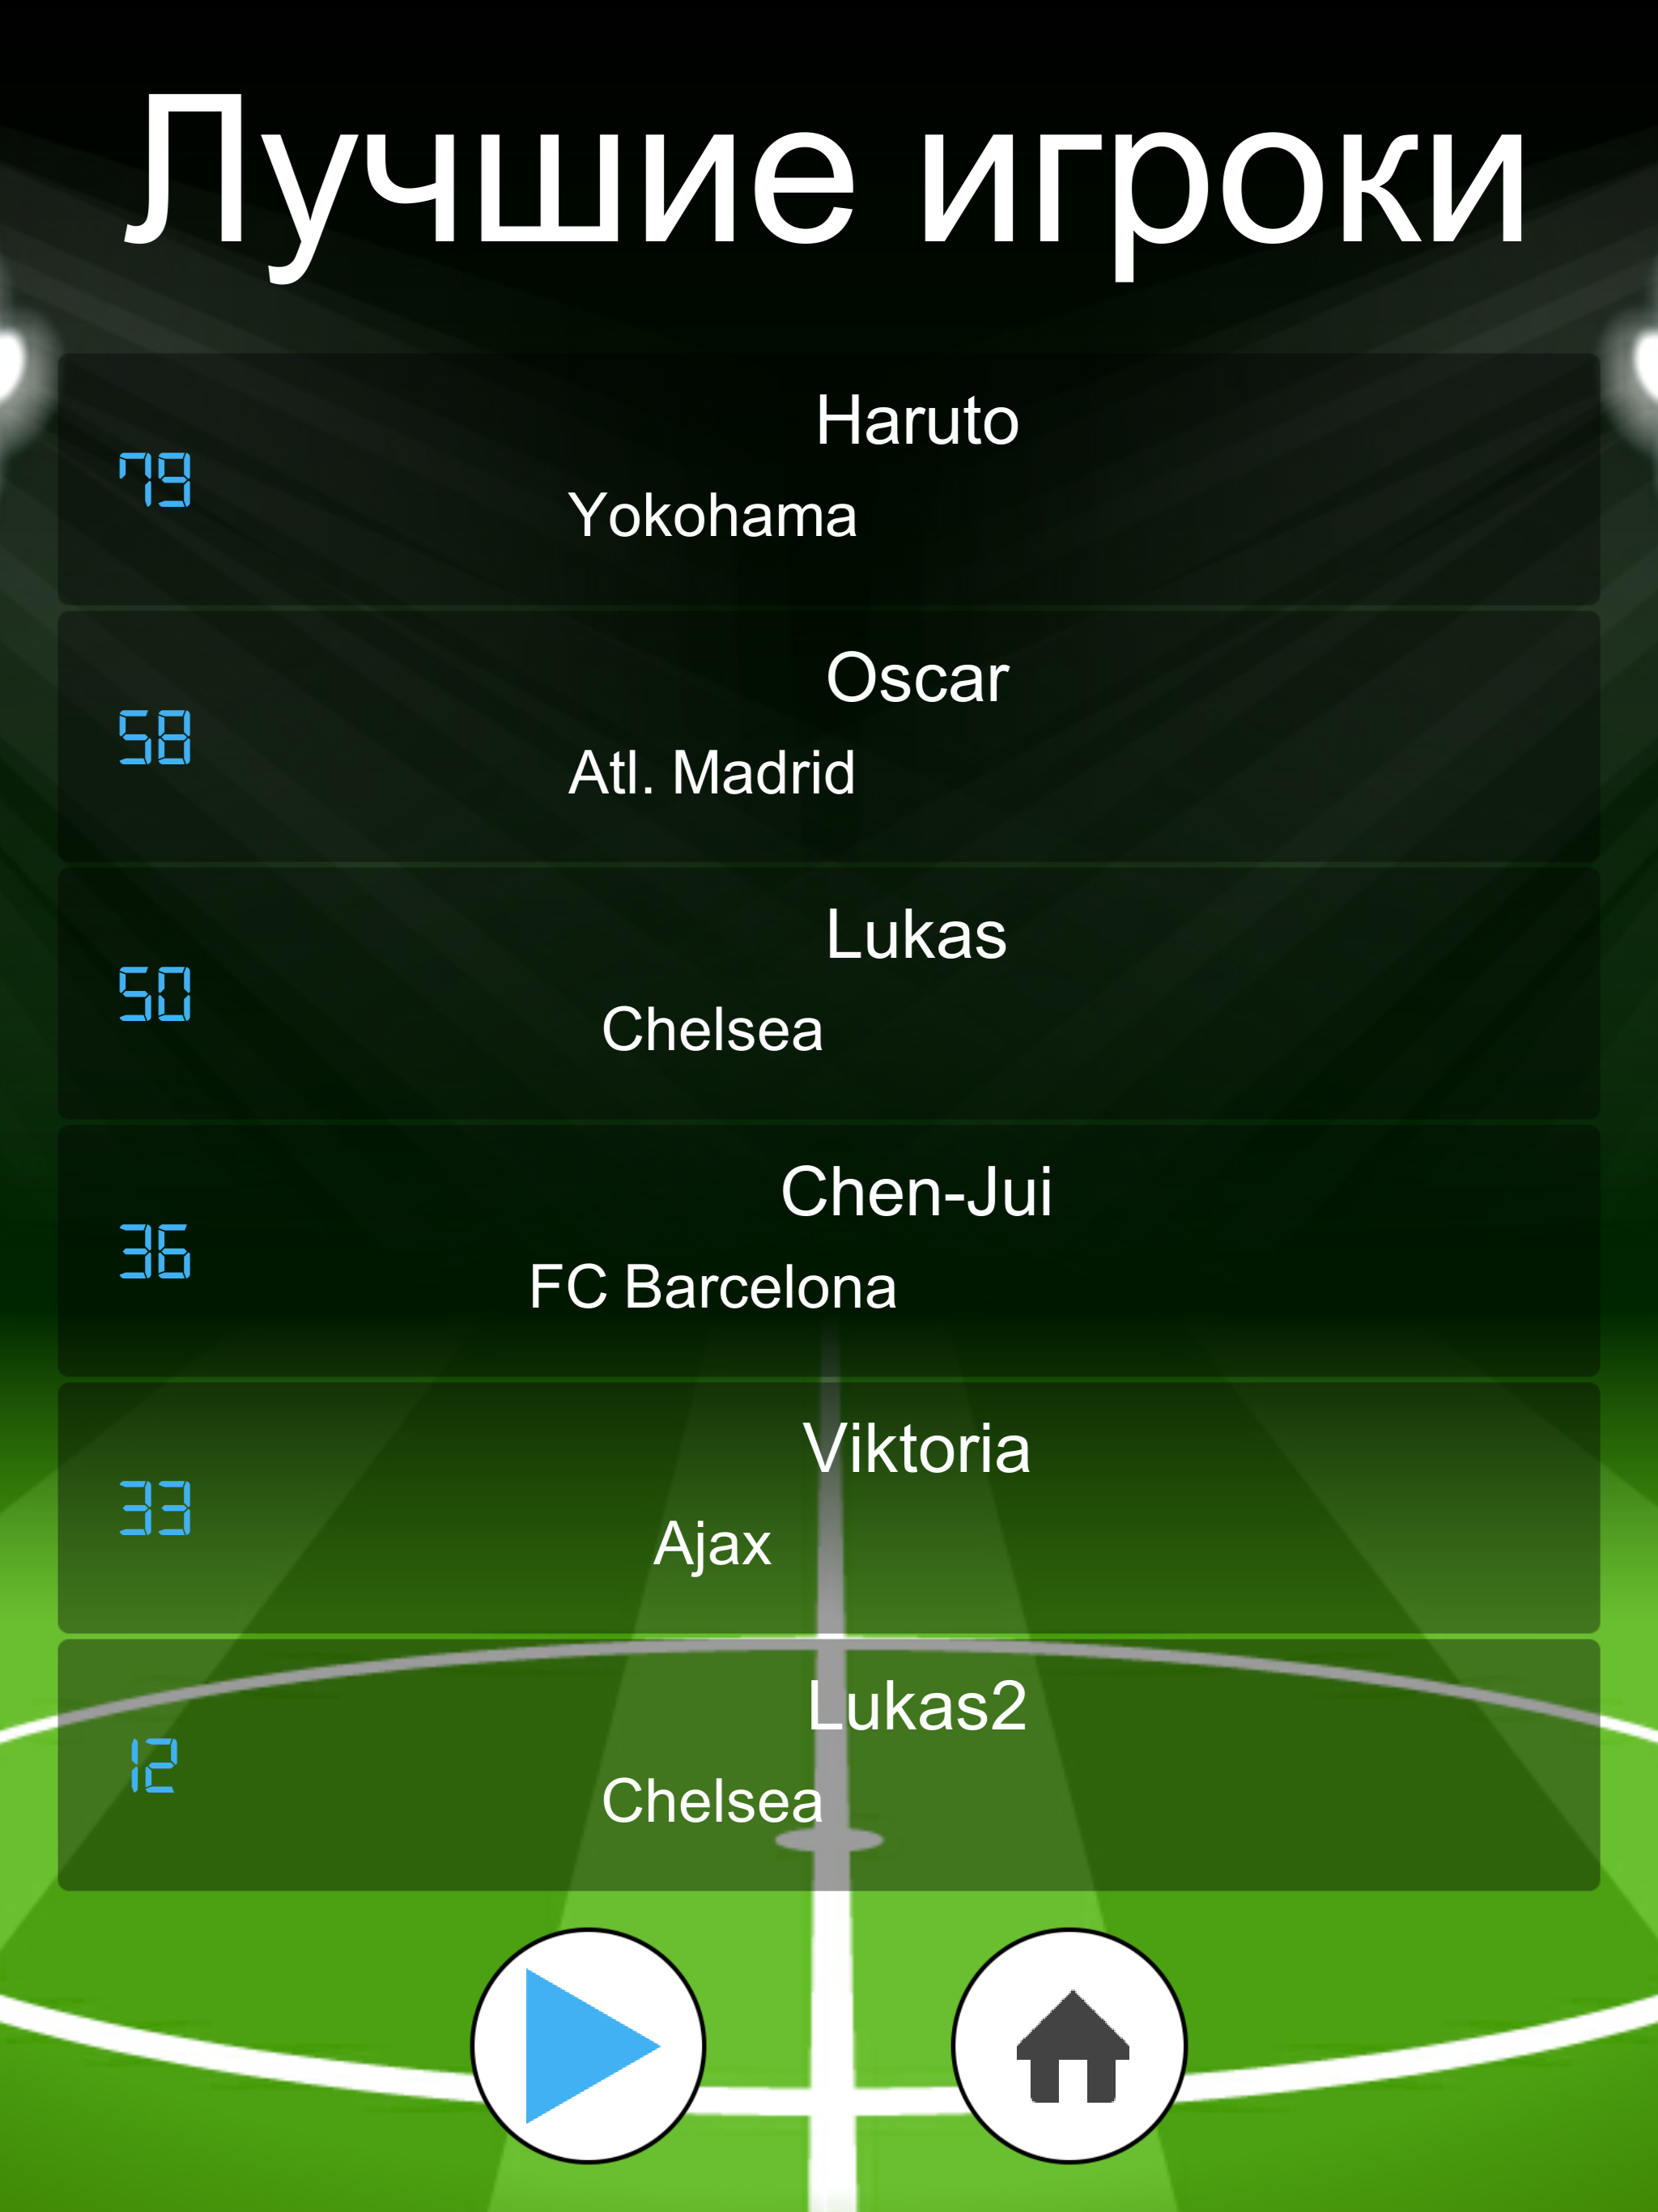 Лучшие игроки
Haruto
79
Yokohama
Oscar
58
Atl. Madrid
Lukas
50
Chelsea
Chen-Jui
36
FC Barcelona
Viktoria
33
Ajax
Lukas2
12
Chelsea